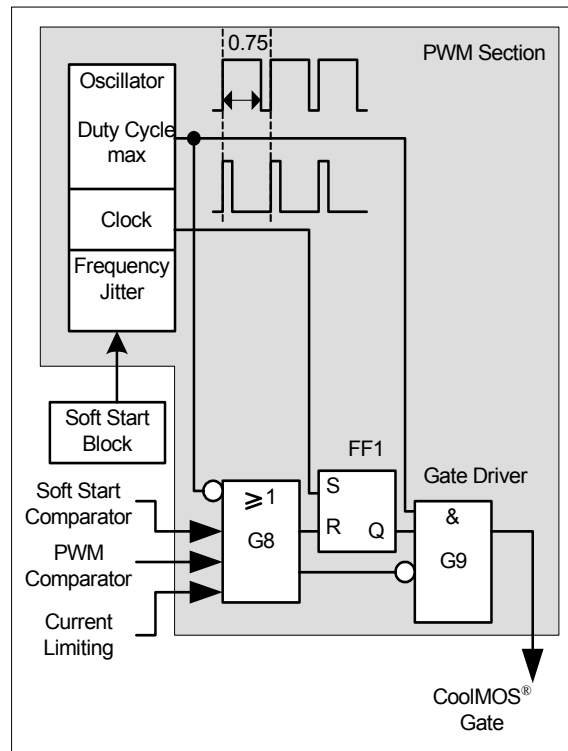 0.75
PWM Section
Oscillator
Duty Cycle
max
Clock
Frequency
Jitter
Soft Start
Block
Soft Start
Comparator
PWM
Comparator
Current
Limiting
≥1
G8
FF1
S
R
Q
Gate Driver
&
G9
CoolMOS®
Gate